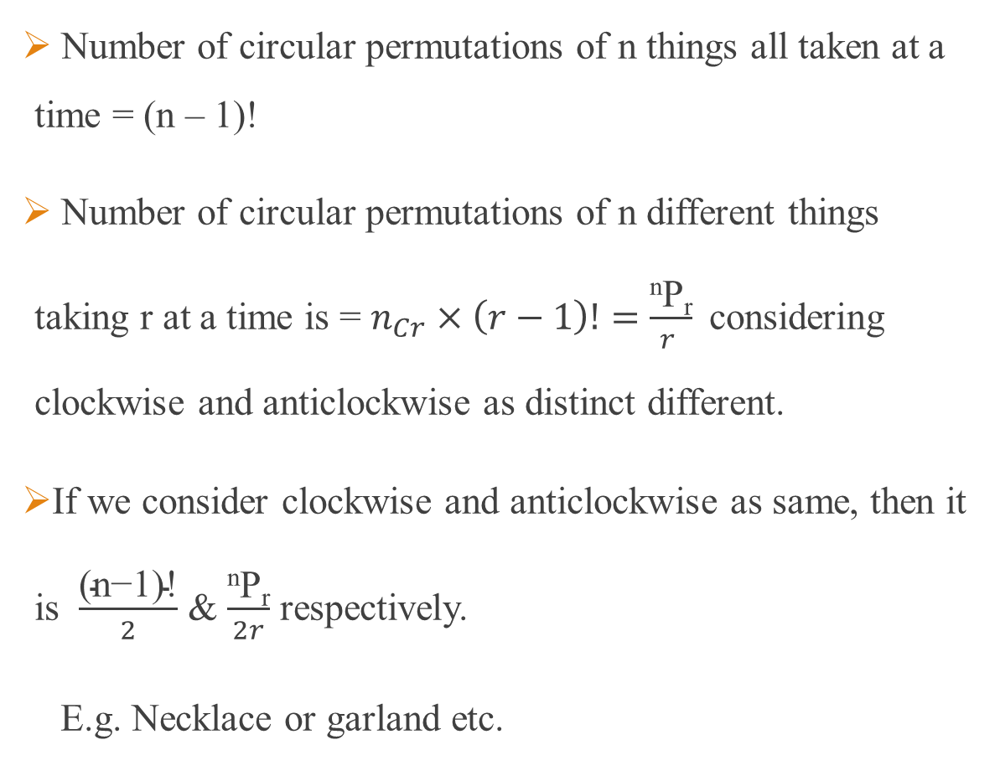 ➢ Number of circular permutations of n things all taken at a
time = (n – 1)!
➢ Number of circular permutations of n different things
taking r at a time is = n_{Cr} × (r − 1)! = \frac{^{n}P_{r}}{r} considering
clockwise and anticlockwise as distinct different.
➢If we consider clockwise and anticlockwise as same, then it
is \frac{(n−1)!}{2} & \frac{^{n}P_{r}}{2r} respectively.
E.g. Necklace or garland etc.